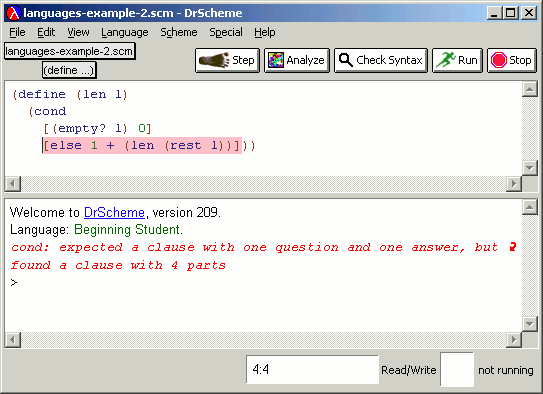 languages-example-2.scm - DrScheme
File Edit View Language Scheme Special Help
languages-example-2.scm
(define ...)
Step Analyze Check Syntax Run Stop
(define (len l)
(cond
[(empty? l) 0]
[else 1 + (len (rest l))]))
Welcome to DrScheme, version 209.
Language: Beginning Student.
cond: expected a clause with one question and one answer, but
found a clause with 4 parts
>
4:4 Read/Write not running